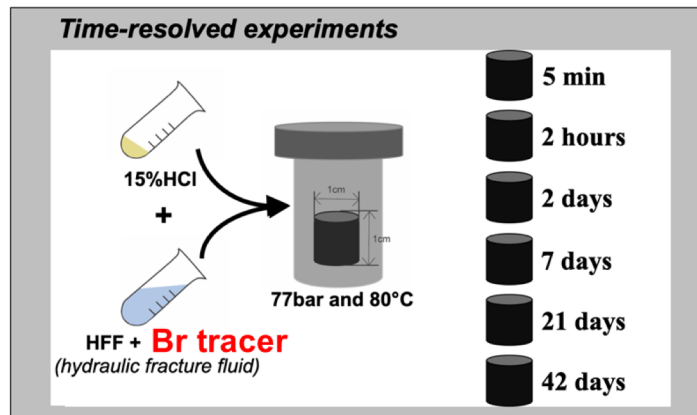 Time-resolved experiments
15%HCl
+
HFF + Br tracer
(hydraulic fracture fluid)
1cm
1cm
77bar and 80°C
5 min
2 hours
2 days
7 days
21 days
42 days